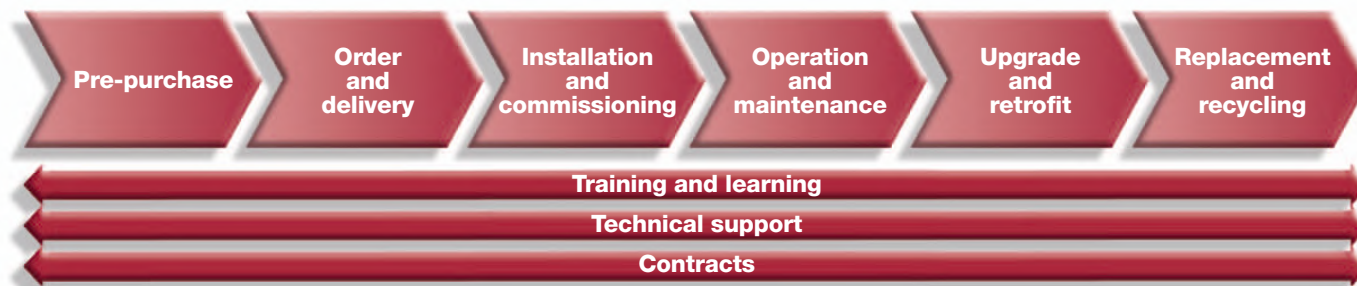 Pre-purchase
Order
and
delivery
Installation
and
commissioning
Operation
and
maintenance
Upgrade
and
retrofit
Replacement
and
recycling
Training and learning
Technical support
Contracts